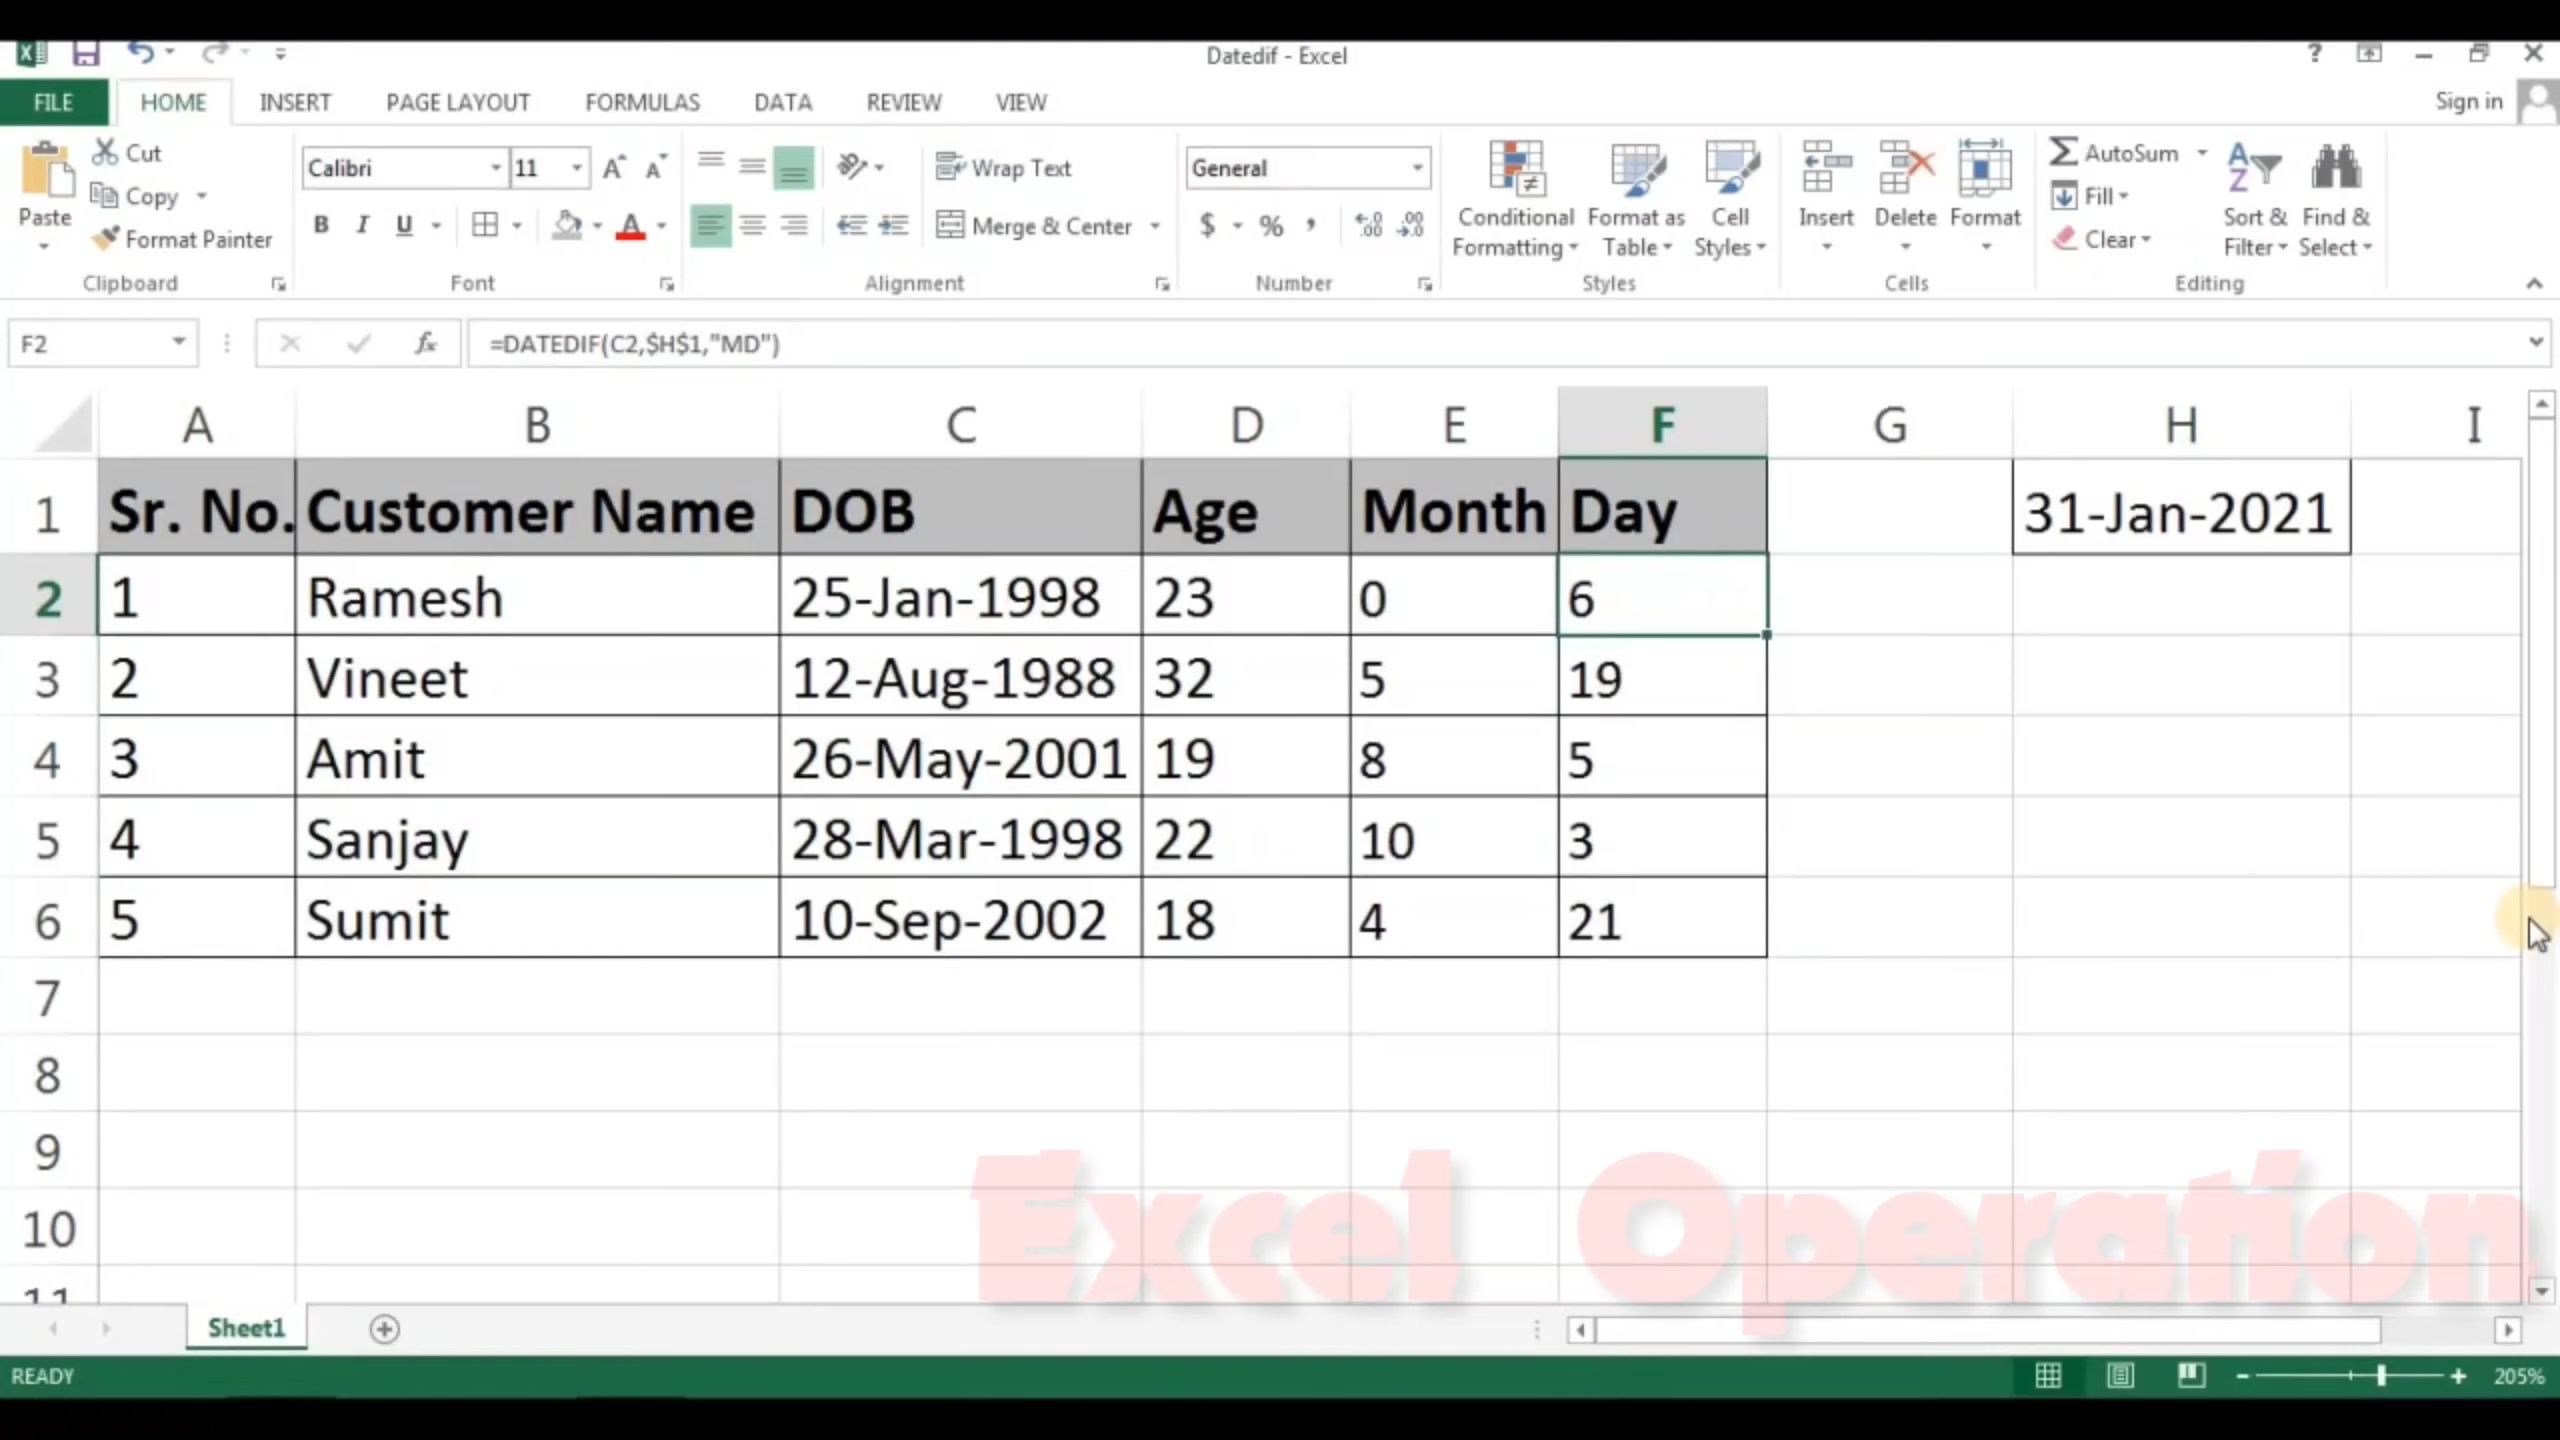 Datedif - Excel
?
FILE HOME INSERT PAGE LAYOUT FORMULAS DATA REVIEW VIEW Sign in
Paste
Cut
Copy
Format Painter
Clipboard
Calibri 11
B I U
Font
Wrap Text
Merge & Center
Alignment
General
$ % ,
Number
Conditional Formatting
Format as Table
Cell Styles
Styles
Insert
Delete
Format
Cells
AutoSum
Fill
Clear
Sort & Filter
Find & Select
Editing
F2 fx =DATEDIF(C2,$H$1,"MD")
A B C D E F G H I
1 Sr. No. Customer Name DOB Age Month Day 31-Jan-2021
2 1 Ramesh 25-Jan-1998 23 0 6
3 2 Vineet 12-Aug-1988 32 5 19
4 3 Amit 26-May-2001 19 8 5
5 4 Sanjay 28-Mar-1998 22 10 3
6 5 Sumit 10-Sep-2002 18 4 21
7
8
9
10
11
Excel Operation
Sheet1
READY 205%